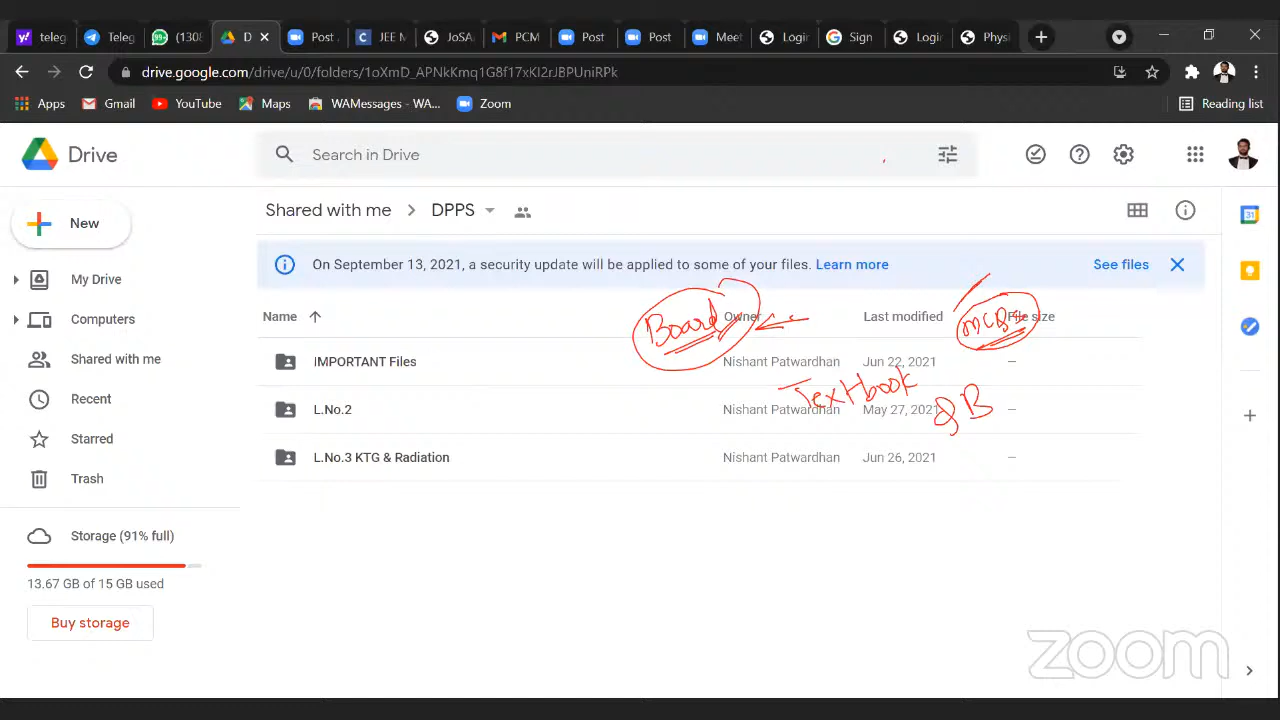 teleg
Teleg
(1308
D
Post
JEE M
JoSA
PCM
Post
Post
Meet
Login
Sign
Login
Physi
drive.google.com/drive/u/0/folders/1oXmD_APNkKmq1G8f17xKI2rJBPUniRPk
Apps
Gmail
YouTube
Maps
WAMessages - WA...
Zoom
Reading list
Drive
Search in Drive
New
Shared with me
DPPS
On September 13, 2021, a security update will be applied to some of your files. Learn more
See files
My Drive
Computers
Shared with me
Recent
Starred
Trash
Storage (91% full)
13.67 GB of 15 GB used
Buy storage
Name
Board
Owner
Last modified
MCQs
File size
IMPORTANT Files
Nishant Patwardhan
Jun 22, 2021
–
Textbook
L.No.2
Nishant Patwardhan
May 27, 2021
QB
–
L.No.3 KTG & Radiation
Nishant Patwardhan
Jun 26, 2021
–
31
zoom